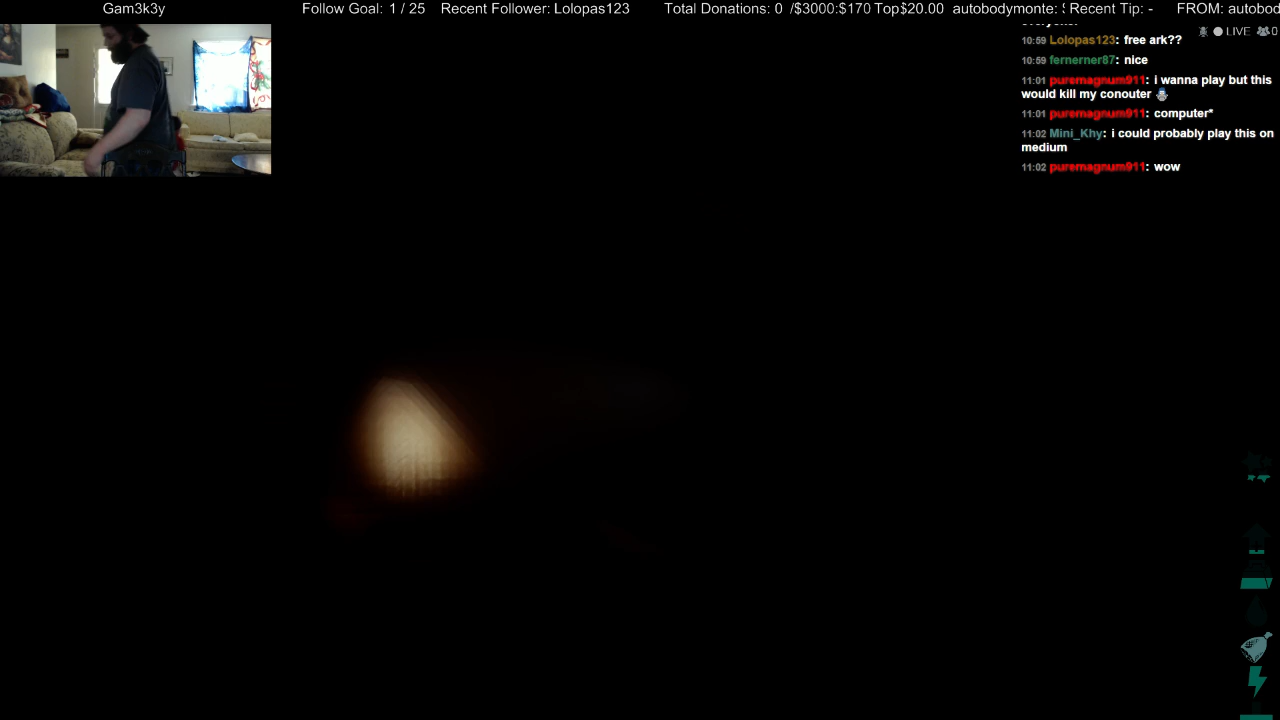 Gam3k3y
Follow Goal: 1 / 25
Recent Follower: Lolopas123
Total Donations: 0 /$3000:$170
Top$20.00 autobodymonte:
Recent Tip: -
FROM: autobod
LIVE 0
10:59 Lolopas123: free ark??
10:59 fernerner87: nice
11:01 puremagnum911: i wanna play but this
would kill my conouter
11:01 puremagnum911: computer*
11:02 Mini_Khy: i could probably play this on
medium
11:02 puremagnum911: wow